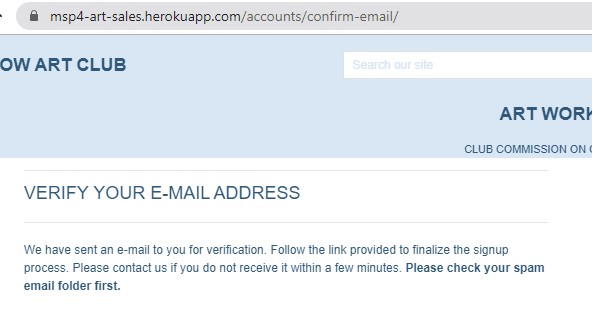 msp4-art-sales.herokuapp.com/accounts/confirm-email/
OW ART CLUB
Search our site
ART WORK
CLUB COMMISSION ON
VERIFY YOUR E-MAIL ADDRESS
We have sent an e-mail to you for verification. Follow the link provided to finalize the signup
process. Please contact us if you do not receive it within a few minutes. Please check your spam
email folder first.